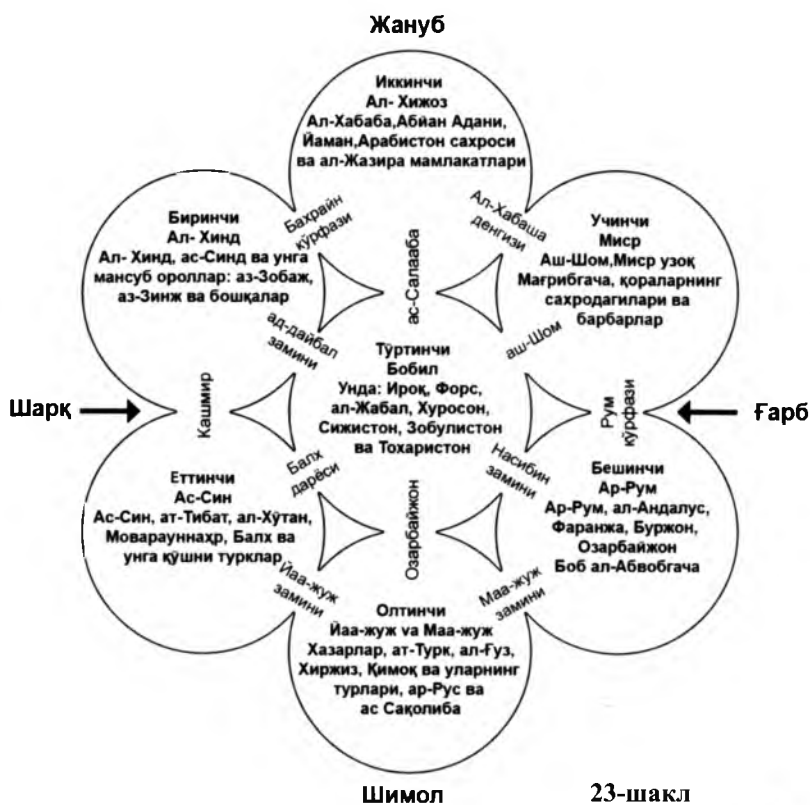 Жануб
Иккинчи
Ал- Хижоз
Ал-Хабаба,Абйан Адани,
Йаман,Арабистон сахроси
ва ал-Жазира мамлакатлари
Бахрайн
кўрфази
Ал-Хабаша
денгизи
Биринчи
Ал- Хинд
Ал- Хинд, ас-Синд ва унга
мансуб ороллар: аз-Зобаж,
аз-Зинж ва бошқалар
Учинчи
Миср
Аш-Шом,Миср узоқ
Мағрибгача, қораларнинг
сахродагилари ва
барбарлар
ас-Салааба
ад-дайбал
замини
аш-Шом
Тўртинчи
Бобил
Унда: Ироқ, Форс,
ал-Жабал, Хуросон,
Сижистон, Зобулистон
ва Тохаристон
Шарқ
Кашмир
Рум
кўрфази
Ғарб
Балх
дарёси
Насибин
замини
Еттинчи
Ас-Син
Ас-Син, ат-Тибат, ал-Хўтан,
Моварауннаҳр, Балх ва
унга қўшни турклар
Бешинчи
Ар-Рум
Ар-Рум, ал-Андалус,
Фаранжа, Буржон,
Озарбайжон
Боб ал-Абвобгача
Озарбайжон
Йаа-жуж
замини
Маа-жуж
замини
Олтинчи
Йаа-жуж va Маа-жуж
Хазарлар, ат-Турк, ал-Ғуз,
Хиржиз, Қимоқ ва уларнинг
турлари, ар-Рус ва
ас Сақолиба
Шимол
23-шакл